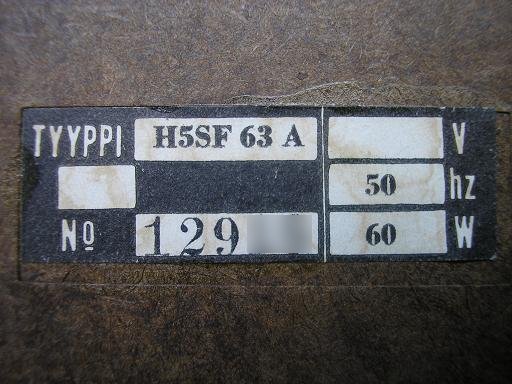 TYYPPI H5SF 63 A V
50 hz
Nº 129 60 W